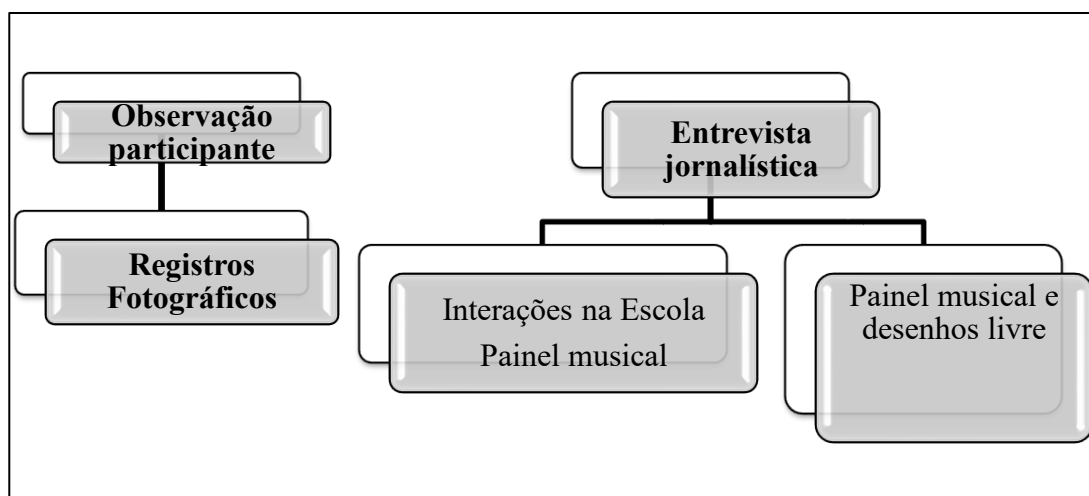 Observação
participante
Registros
Fotográficos
Entrevista
jornalística
Interações na Escola
Painel musical
Painel musical e
desenhos livre